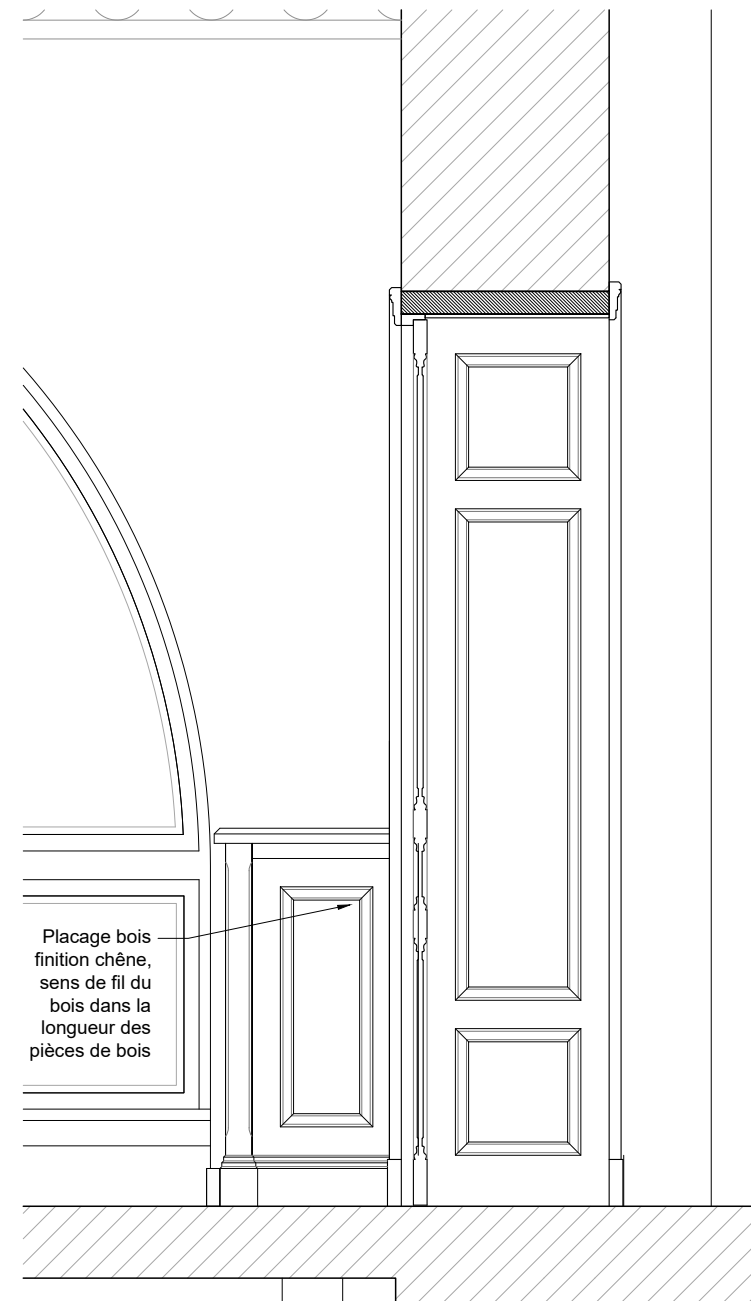 Placage bois
finition chêne,
sens de fil du
bois dans la
longueur des
pièces de bois